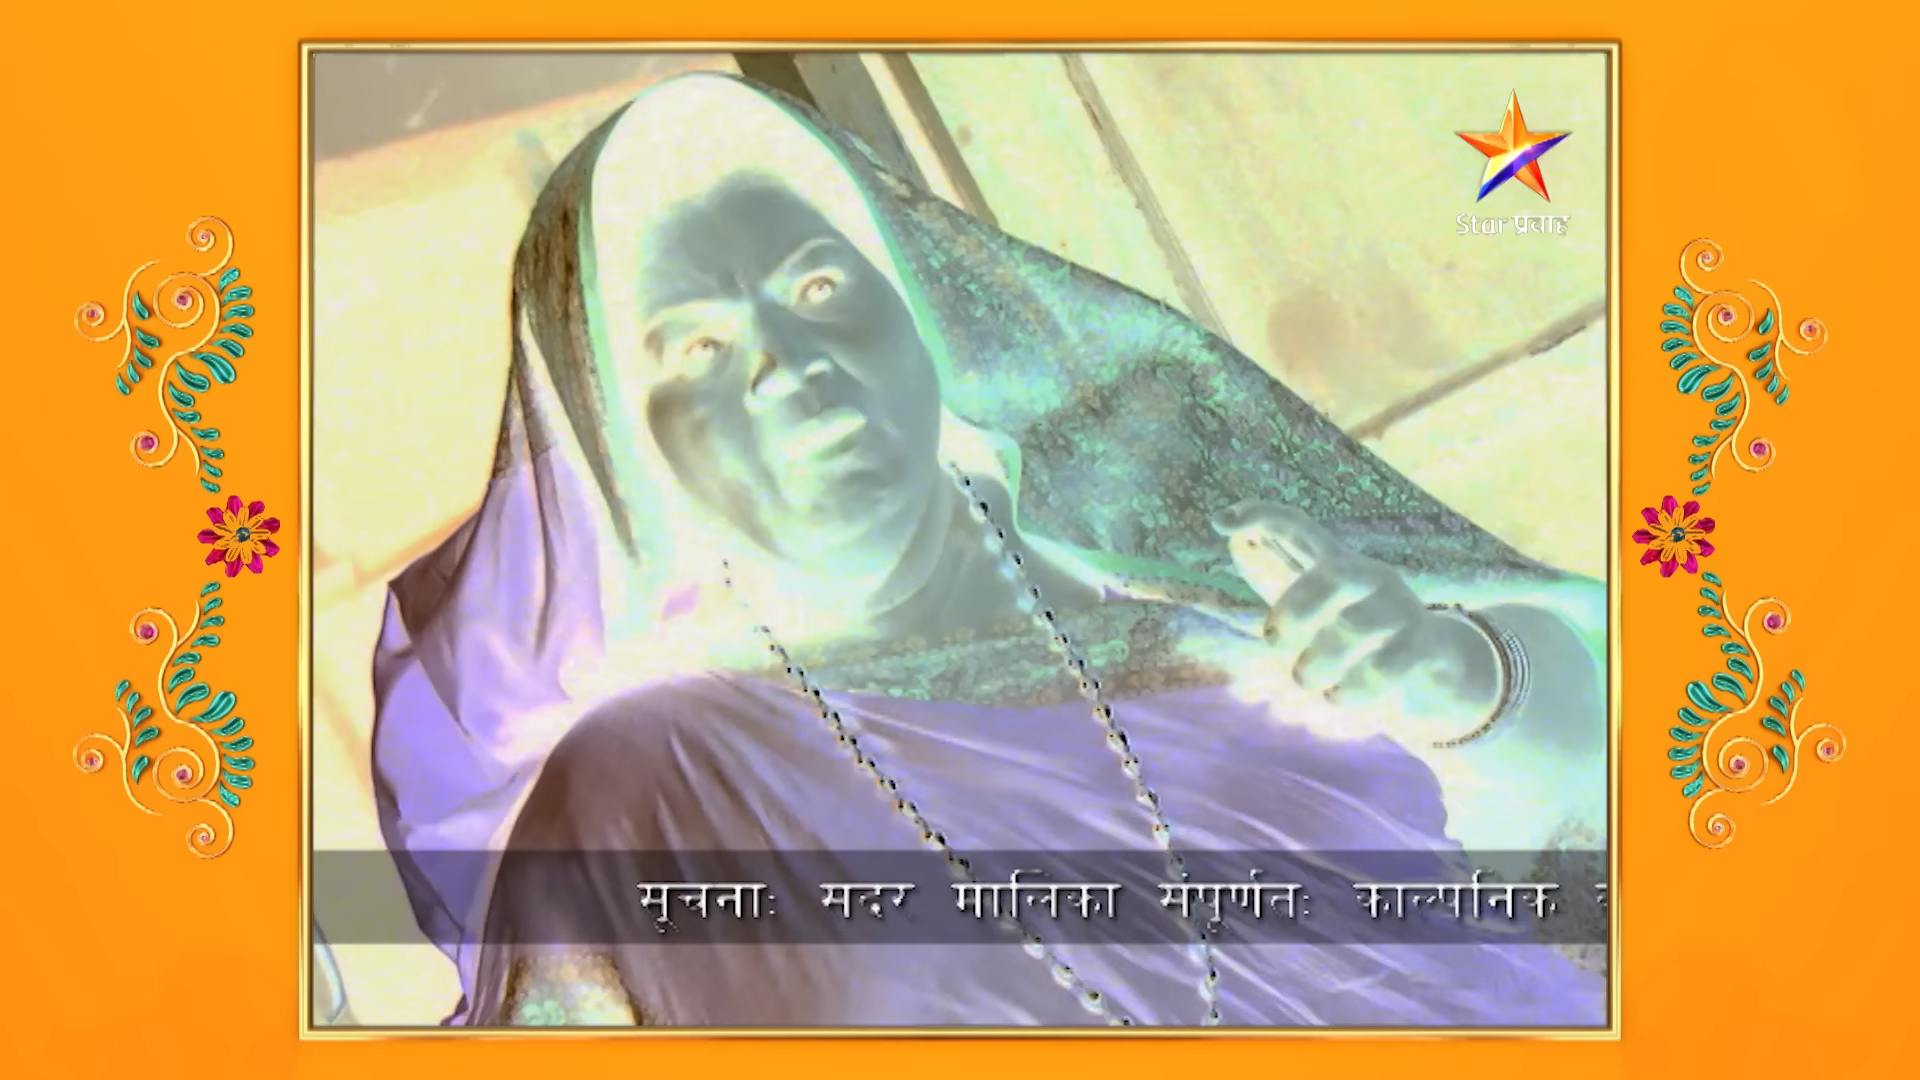 Star प्रवाह
सूचनाः सदर मालिका संपूर्णतः काल्पनिक